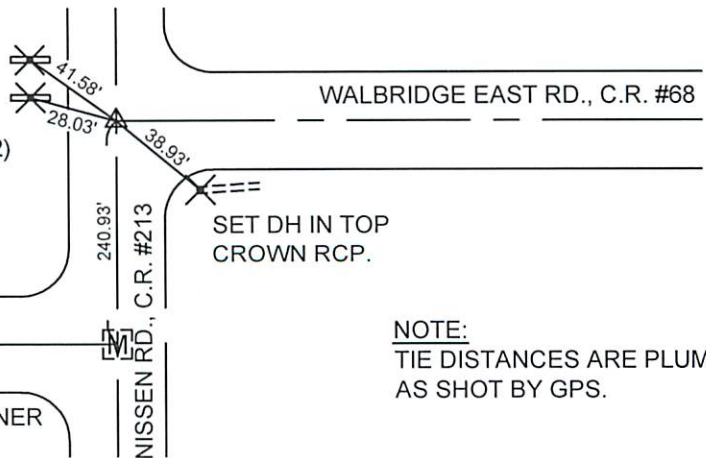 41.58'
WALBRIDGE EAST RD., C.R. #68
28.03'
2)
38.93'
SET DH IN TOP
CROWN RCP.
240.93'
NISSEN RD., C.R. #213
NOTE:
TIE DISTANCES ARE PLUM
AS SHOT BY GPS.
M
NER